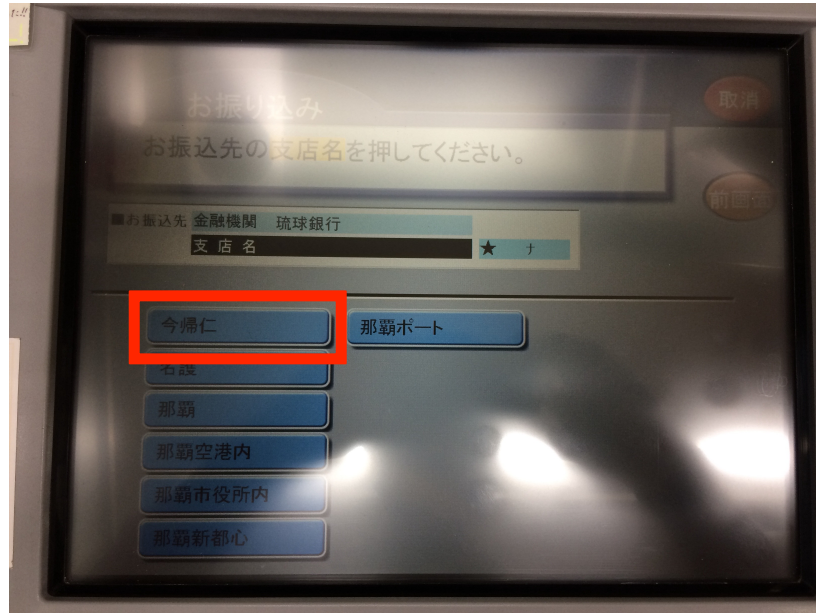 た!!
お振り込み
取消
お振込先の支店名を押してください。
前画面
■お振込先 金融機関 琉球銀行
支店名 ★ ナ
今帰仁 那覇ポート
名護
那覇
那覇空港内
那覇市役所内
那覇新都心